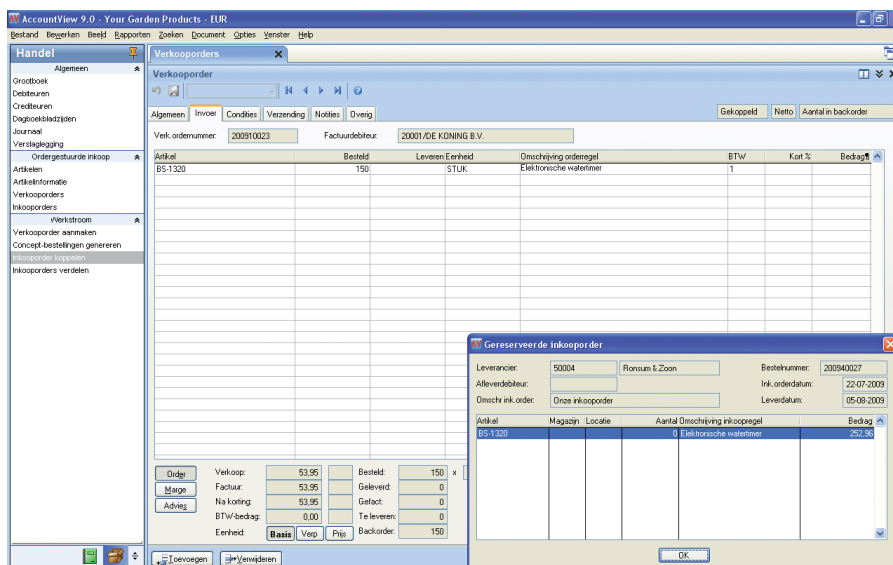 AccountView 9.0 - Your Garden Products - EUR
Bestand Bewerken Beeld Rapporten Zoeken Document Opties Venster Help
Handel
Algemeen
Grootboek
Debiteuren
Crediteuren
Dagboekbladzijden
Journaal
Verslaglegging
Ordergestuurde inkoop
Artikelen
Artikelinformatie
Verkooporders
Inkooporders
Werkstroom
Verkooporder aanmaken
Concept-bestellingen genereren
Inkooporder koppelen
Inkooporders verdelen
Verkooporders
Verkooporder
Algemeen Invoer Condities Verzending Notities Overig
Gekoppeld Netto Aantal in backorder
Verk.ordernummer: 200910023 Factuurdebiteur: 20001/DE KONING B.V.
Artikel Besteld Leveren Eenheid Omschrijving orderregel BTW Kort % Bedrag¶
BS-1320 150 STUK Elektronische watertimer 1
Order Verkoop: 53,95 Besteld: 150 x
Marge Factuur: 53,95 Geleverd: 0
Advies Na korting: 53,95 Gefact: 0
BTW-bedrag: 0,00 Te leveren: 0
Eenheid: Basis Verp Prijs Backorder: 150
Toevoegen Verwijderen
Gereserveerde inkooporder
Leverancier: 50004 Ronsum & Zoon Bestelnummer: 200940027
Afleverdebiteur: Ink.orderdatum: 22-07-2009
Omschr ink.order: Onze inkooporder Leverdatum: 05-08-2009
Artikel Magazijn Locatie Aantal Omschrijving inkoopregel Bedrag
BS-1320 0 Elektronische watertimer 252,96
OK